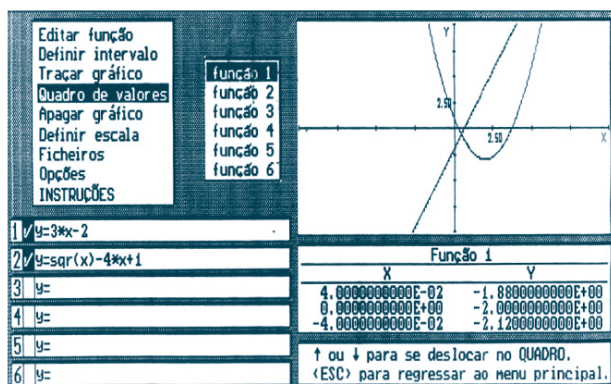 Editar função
Definir intervalo
Traçar gráfico
Quadro de valores
Apagar gráfico
Definir escala
Ficheiros
Opções
INSTRUÇÕES
função 1
função 2
função 3
função 4
função 5
função 6
Y
2.50
2.50
X
1 √ y=3*x-2
2 √ y=sqr(x)-4*x+1
3 y=
4 y=
5 y=
6 y=
Função 1
X Y
4.0000000000E-02 -1.8800000000E+00
0.0000000000E+00 -2.0000000000E+00
-4.0000000000E-02 -2.1200000000E+00
↑ ou ↓ para se deslocar no QUADRO.
<ESC> para regressar ao menu principal.